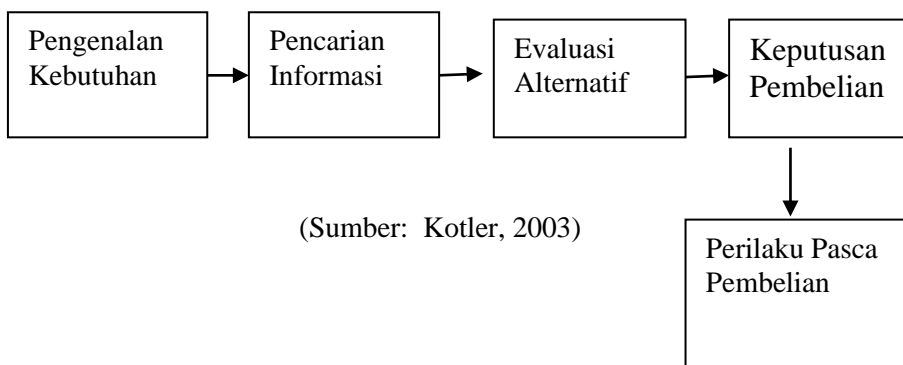 Pengenalan
Kebutuhan
Pencarian
Informasi
Evaluasi
Alternatif
Keputusan
Pembelian
(Sumber:  Kotler, 2003)
Perilaku Pasca
Pembelian